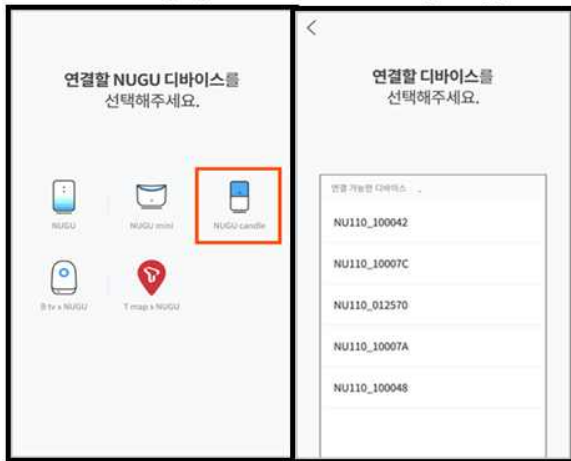 연결할 NUGU 디바이스를
선택해주세요.
NUGU
NUGU mini
NUGU candle
B tv x NUGU
T map x NUGU
연결할 디바이스를
선택해주세요.
연결 가능한 디바이스
NU110_100042
NU110_10007C
NU110_012570
NU110_10007A
NU110_100048